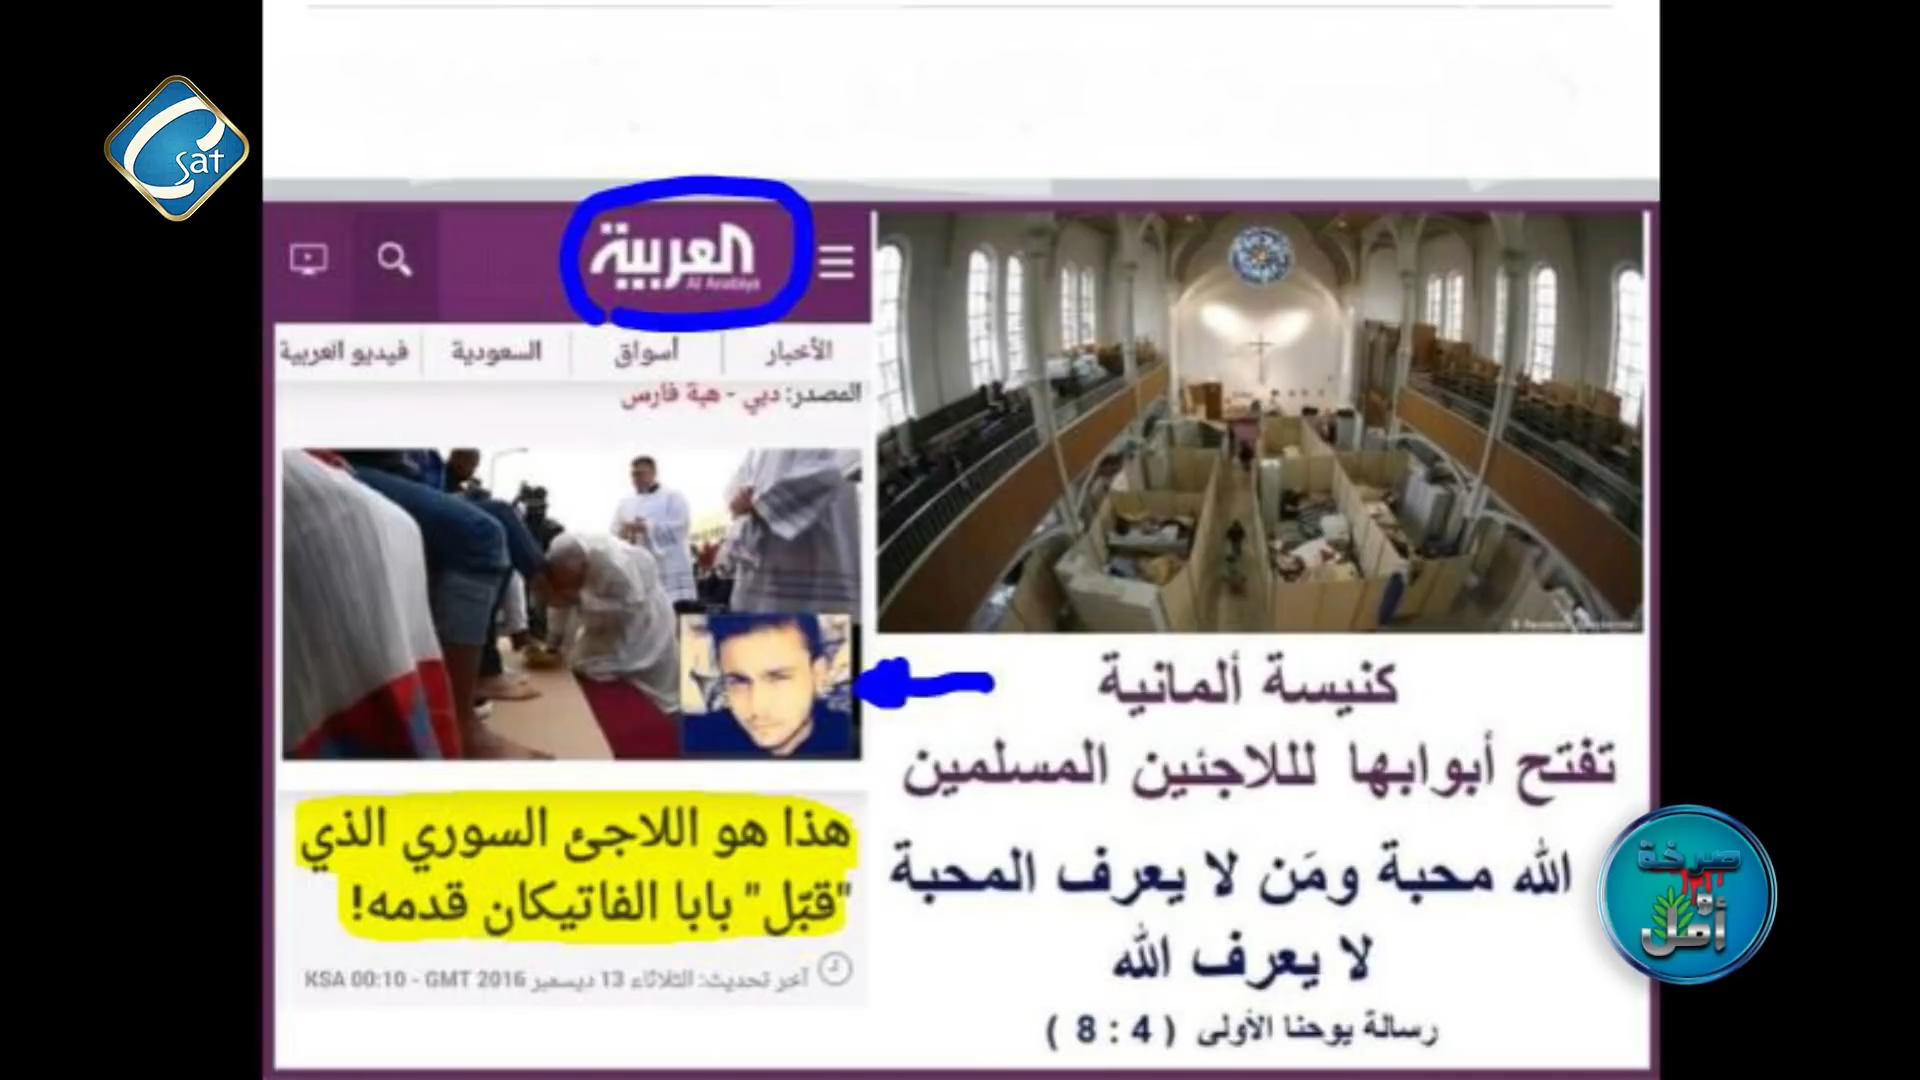 C
sat
العربية
Al Arabiya
الأخبار
أسواق
السعودية
فيديو العربية
المصدر: دبي - هبة فارس
هذا هو اللاجئ السوري الذي
"قبّل" بابا الفاتيكان قدمه!
آخر تحديث: الثلاثاء 13 ديسمبر 2016 KSA 00:10 - GMT
كنيسة ألمانية
تفتح أبوابها لللاجئين المسلمين
الله محبة ومَن لا يعرف المحبة
لا يعرف الله
رسالة يوحنا الأولى ( 4 : 8 )
صرخة
أمل